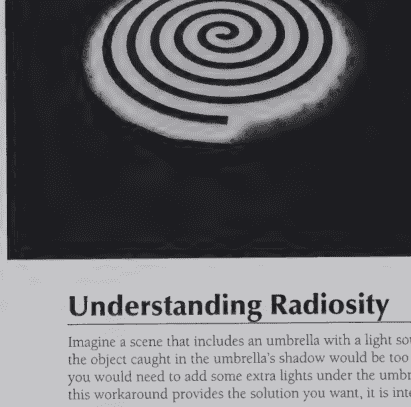 Understanding Radiosity
Imagine a scene that includes an umbrella with a light
the object caught in the umbrella's shadow would be too
you would need to add some extra lights under the
this workaround provides the solution you want, it is